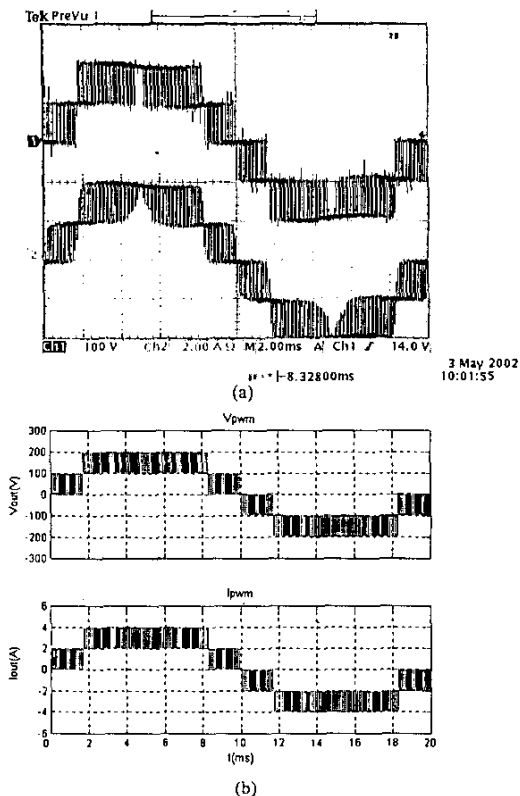 Tek PreVu
1
2
Ch1 100 V Ch2 2.00 A Ω M 2.00ms A Ch1 14.0 V
-8.32800ms
3 May 2002
10:01:55
(a)
Vpwm
300
200
100
0
-100
-200
-300
Vout(V)
Ipwm
6
4
2
0
-2
-4
-6
Iout(A)
0 2 4 6 8 10 12 14 16 18 20
t(ms)
(b)